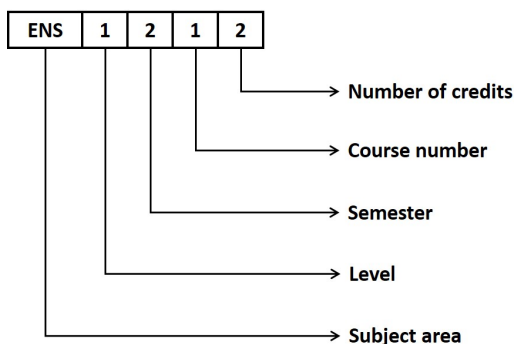 ENS 1 2 1 2
Number of credits
Course number
Semester
Level
Subject area